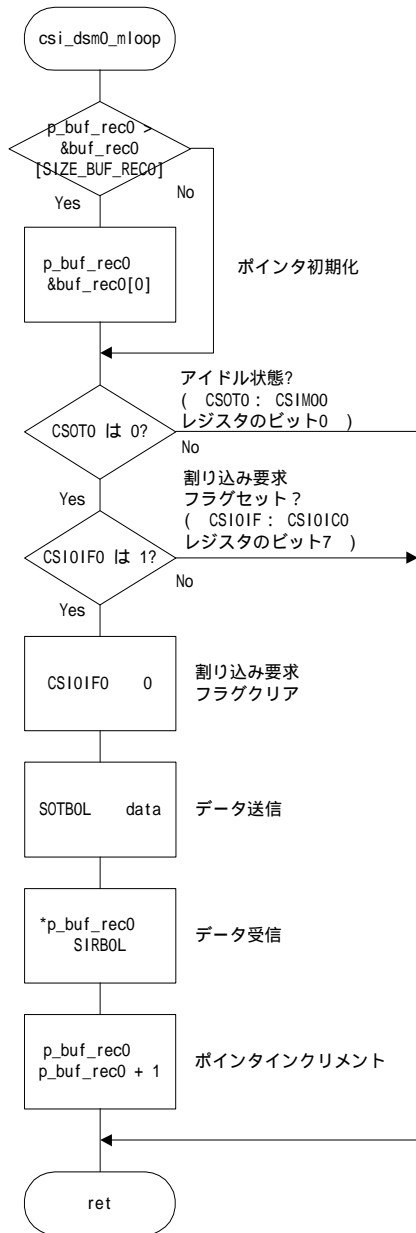 csi_dsm0_mloop
p_buf_rec0 >
&buf_rec0
[SIZE_BUF_REC0]
No
Yes
p_buf_rec0
&buf_rec0[0]
ポインタ初期化
アイドル状態?
( CSOT0 : CSIM00
レジスタのビット0 )
CSOT0 は 0?
No
Yes
割り込み要求
フラグセット？
( CSI0IF : CSI0IC0
レジスタのビット7 )
CSI0IF0 は 1?
No
Yes
CSI0IF0 0
割り込み要求
フラグクリア
SOTB0L data
データ送信
*p_buf_rec0
SIRB0L
データ受信
p_buf_rec0
p_buf_rec0 + 1
ポインタインクリメント
ret